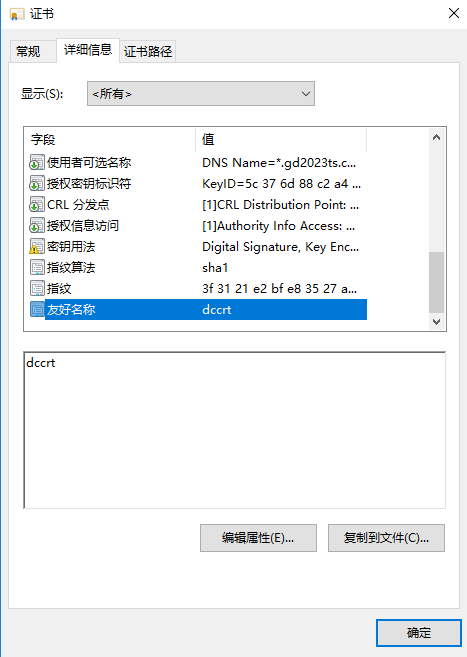 证书
常规 详细信息 证书路径
显示(S): <所有>
字段 值
使用者可选名称 DNS Name=*.gd2023ts.c...
授权密钥标识符 KeyID=5c 37 6d 88 c2 a4 ...
CRL 分发点 [1]CRL Distribution Point: ...
授权信息访问 [1]Authority Info Access: ...
密钥用法 Digital Signature, Key Enc...
指纹算法 sha1
指纹 3f 31 21 e2 bf e8 35 27 a...
友好名称 dccrt
dccrt
编辑属性(E)... 复制到文件(C)...
确定